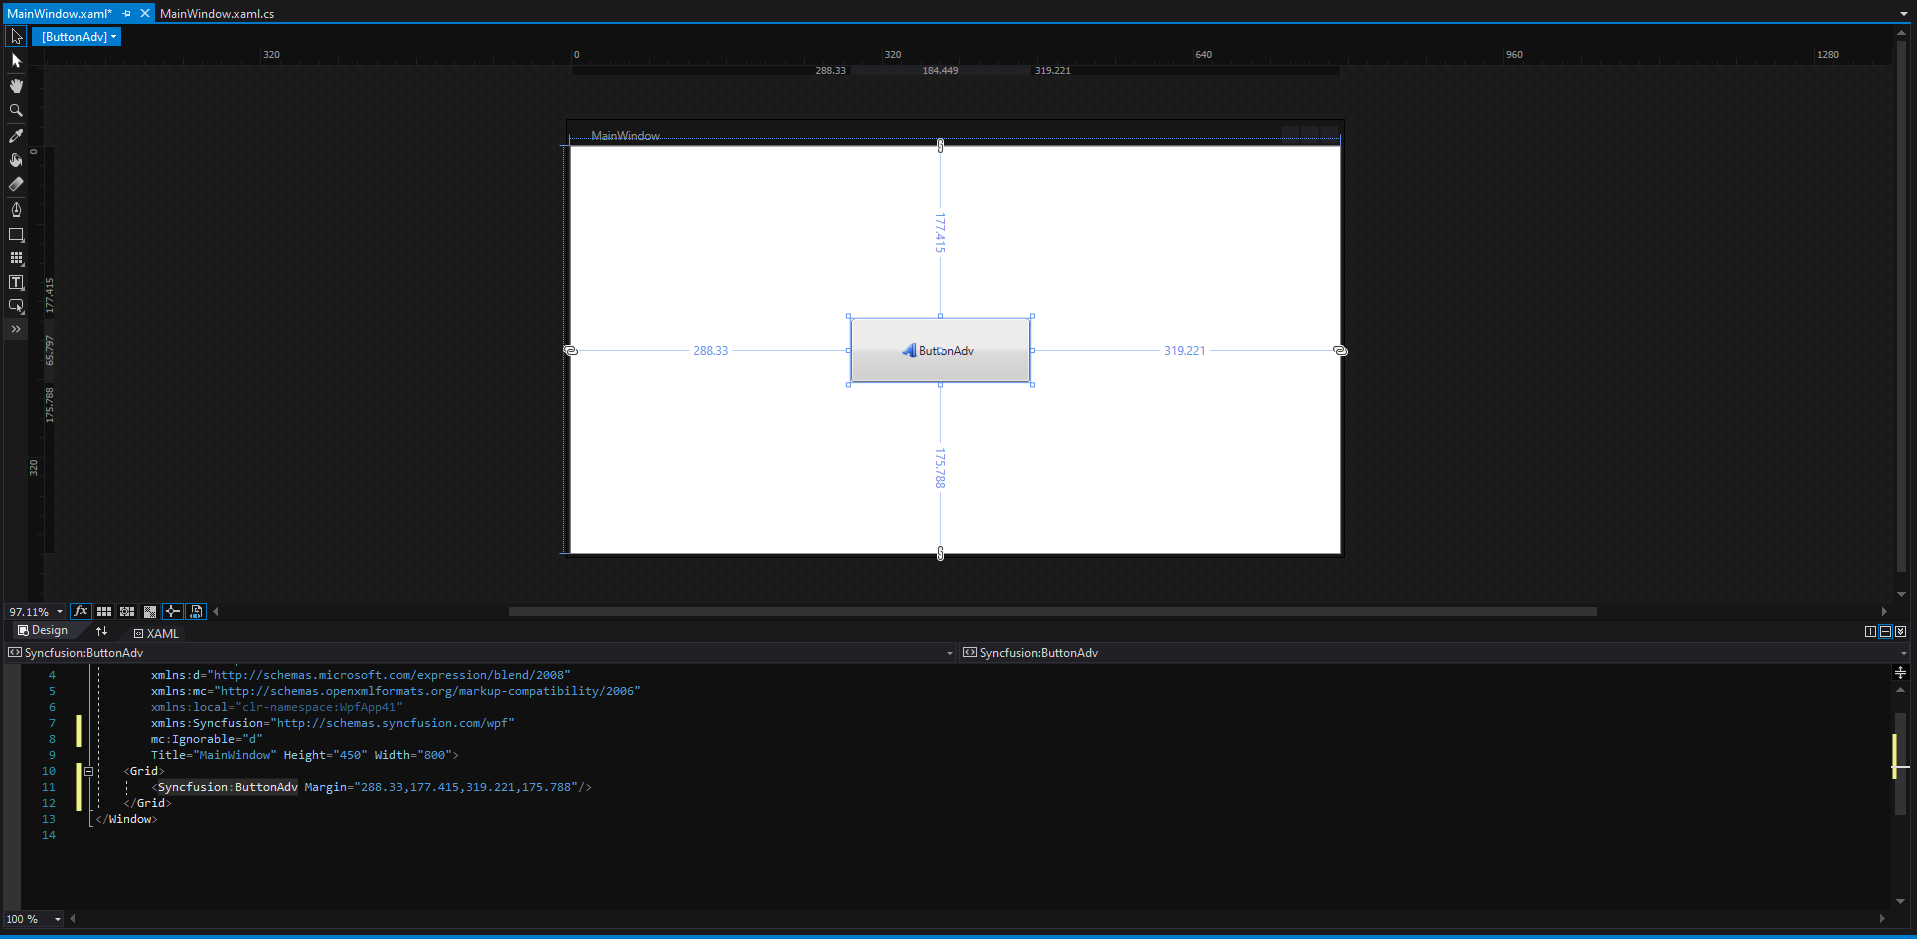 MainWindow.xaml* MainWindow.xaml.cs
[ButtonAdv]
320 0 320 640 960 1280
288.33 184.449 319.221
MainWindow
0
177.415
177.415
65.797
288.33 ButtonAdv 319.221
175.788
175.788
320
97.11% fx
Design XAML
Syncfusion:ButtonAdv Syncfusion:ButtonAdv
4 xmlns:d="http://schemas.microsoft.com/expression/blend/2008"
5 xmlns:mc="http://schemas.openxmlformats.org/markup-compatibility/2006"
6 xmlns:local="clr-namespace:WpfApp41"
7 xmlns:Syncfusion="http://schemas.syncfusion.com/wpf"
8 mc:Ignorable="d"
9 Title="MainWindow" Height="450" Width="800">
10 <Grid>
11 <Syncfusion:ButtonAdv Margin="288.33,177.415,319.221,175.788"/>
12 </Grid>
13 </Window>
14
100 %